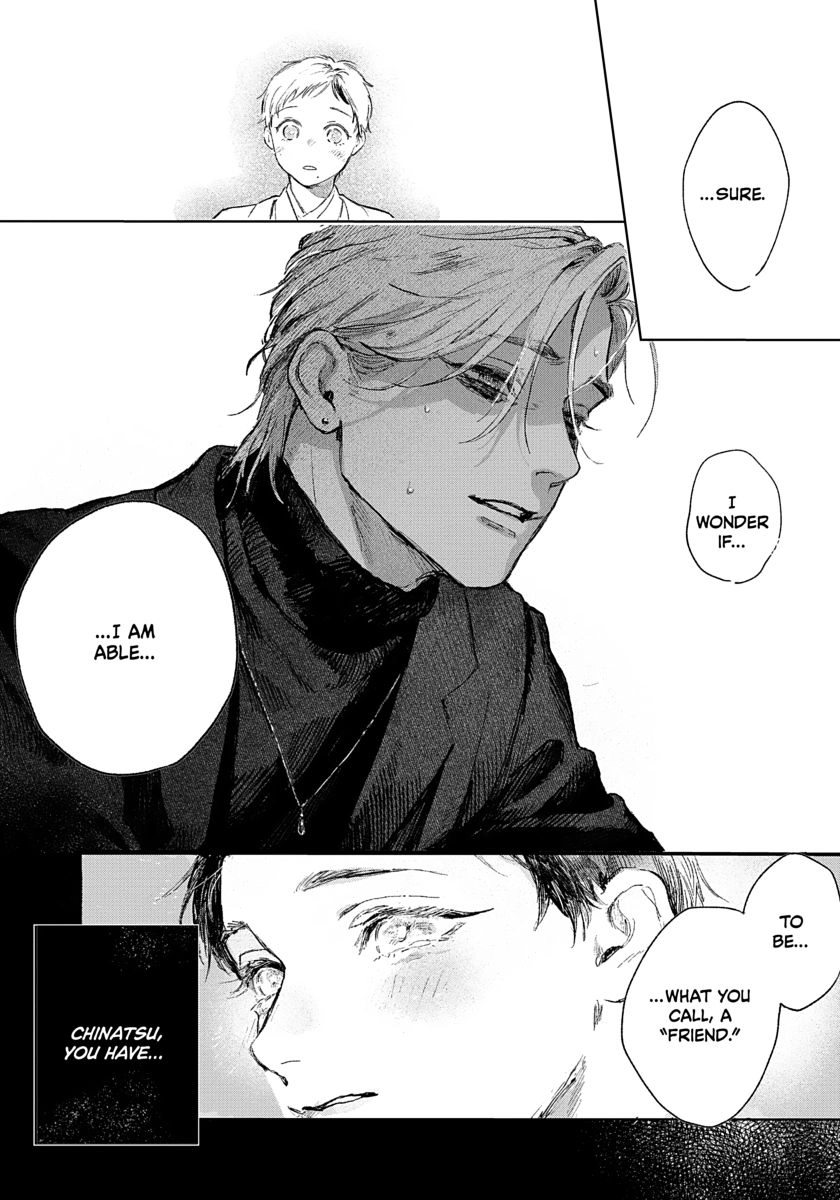 ...SURE.
I
WONDER
IF...
...I AM
ABLE...
TO
BE...
...WHAT YOU
CALL, A
“FRIEND.”
CHINATSU,
YOU HAVE...